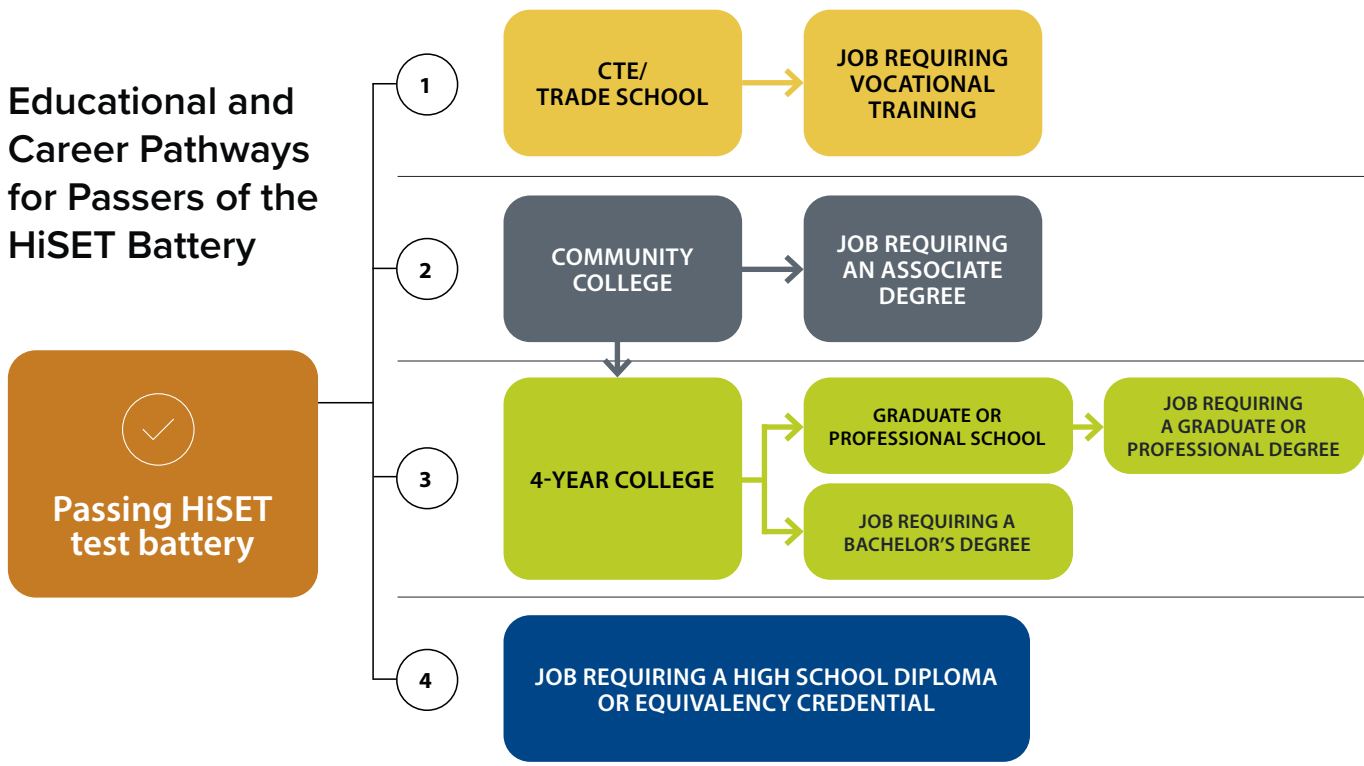 Educational and
Career Pathways
for Passers of the
HiSET Battery
Passing HiSET
test battery
1
CTE/
TRADE SCHOOL
JOB REQUIRING
VOCATIONAL
TRAINING
2
COMMUNITY
COLLEGE
JOB REQUIRING
AN ASSOCIATE
DEGREE
3
4-YEAR COLLEGE
GRADUATE OR
PROFESSIONAL SCHOOL
JOB REQUIRING
A GRADUATE OR
PROFESSIONAL DEGREE
JOB REQUIRING A
BACHELOR’S DEGREE
4
JOB REQUIRING A HIGH SCHOOL DIPLOMA
OR EQUIVALENCY CREDENTIAL